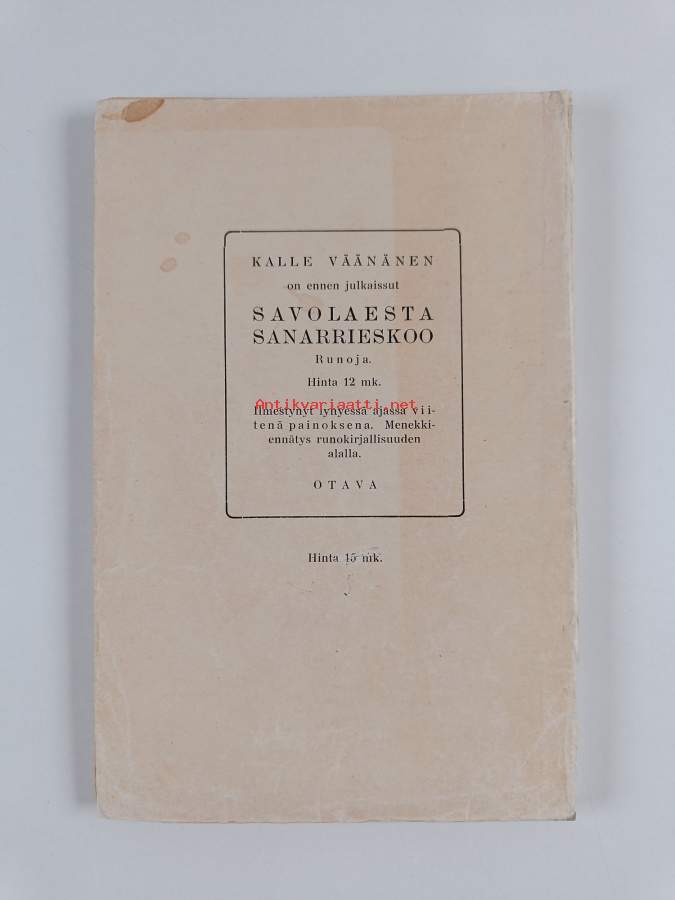 KALLE VÄÄNÄNEN
on ennen julkaissut
SAVOLAESTA
SANARRIESKOO
Runoja.
Hinta 12 mk.
Antikvariaatti.net
Ilmestynyt lyhyessä ajassa vii-
tenä painoksena. Menekki-
ennätys runokirjallisuuden
alalla.
OTAVA
Hinta 15 mk.